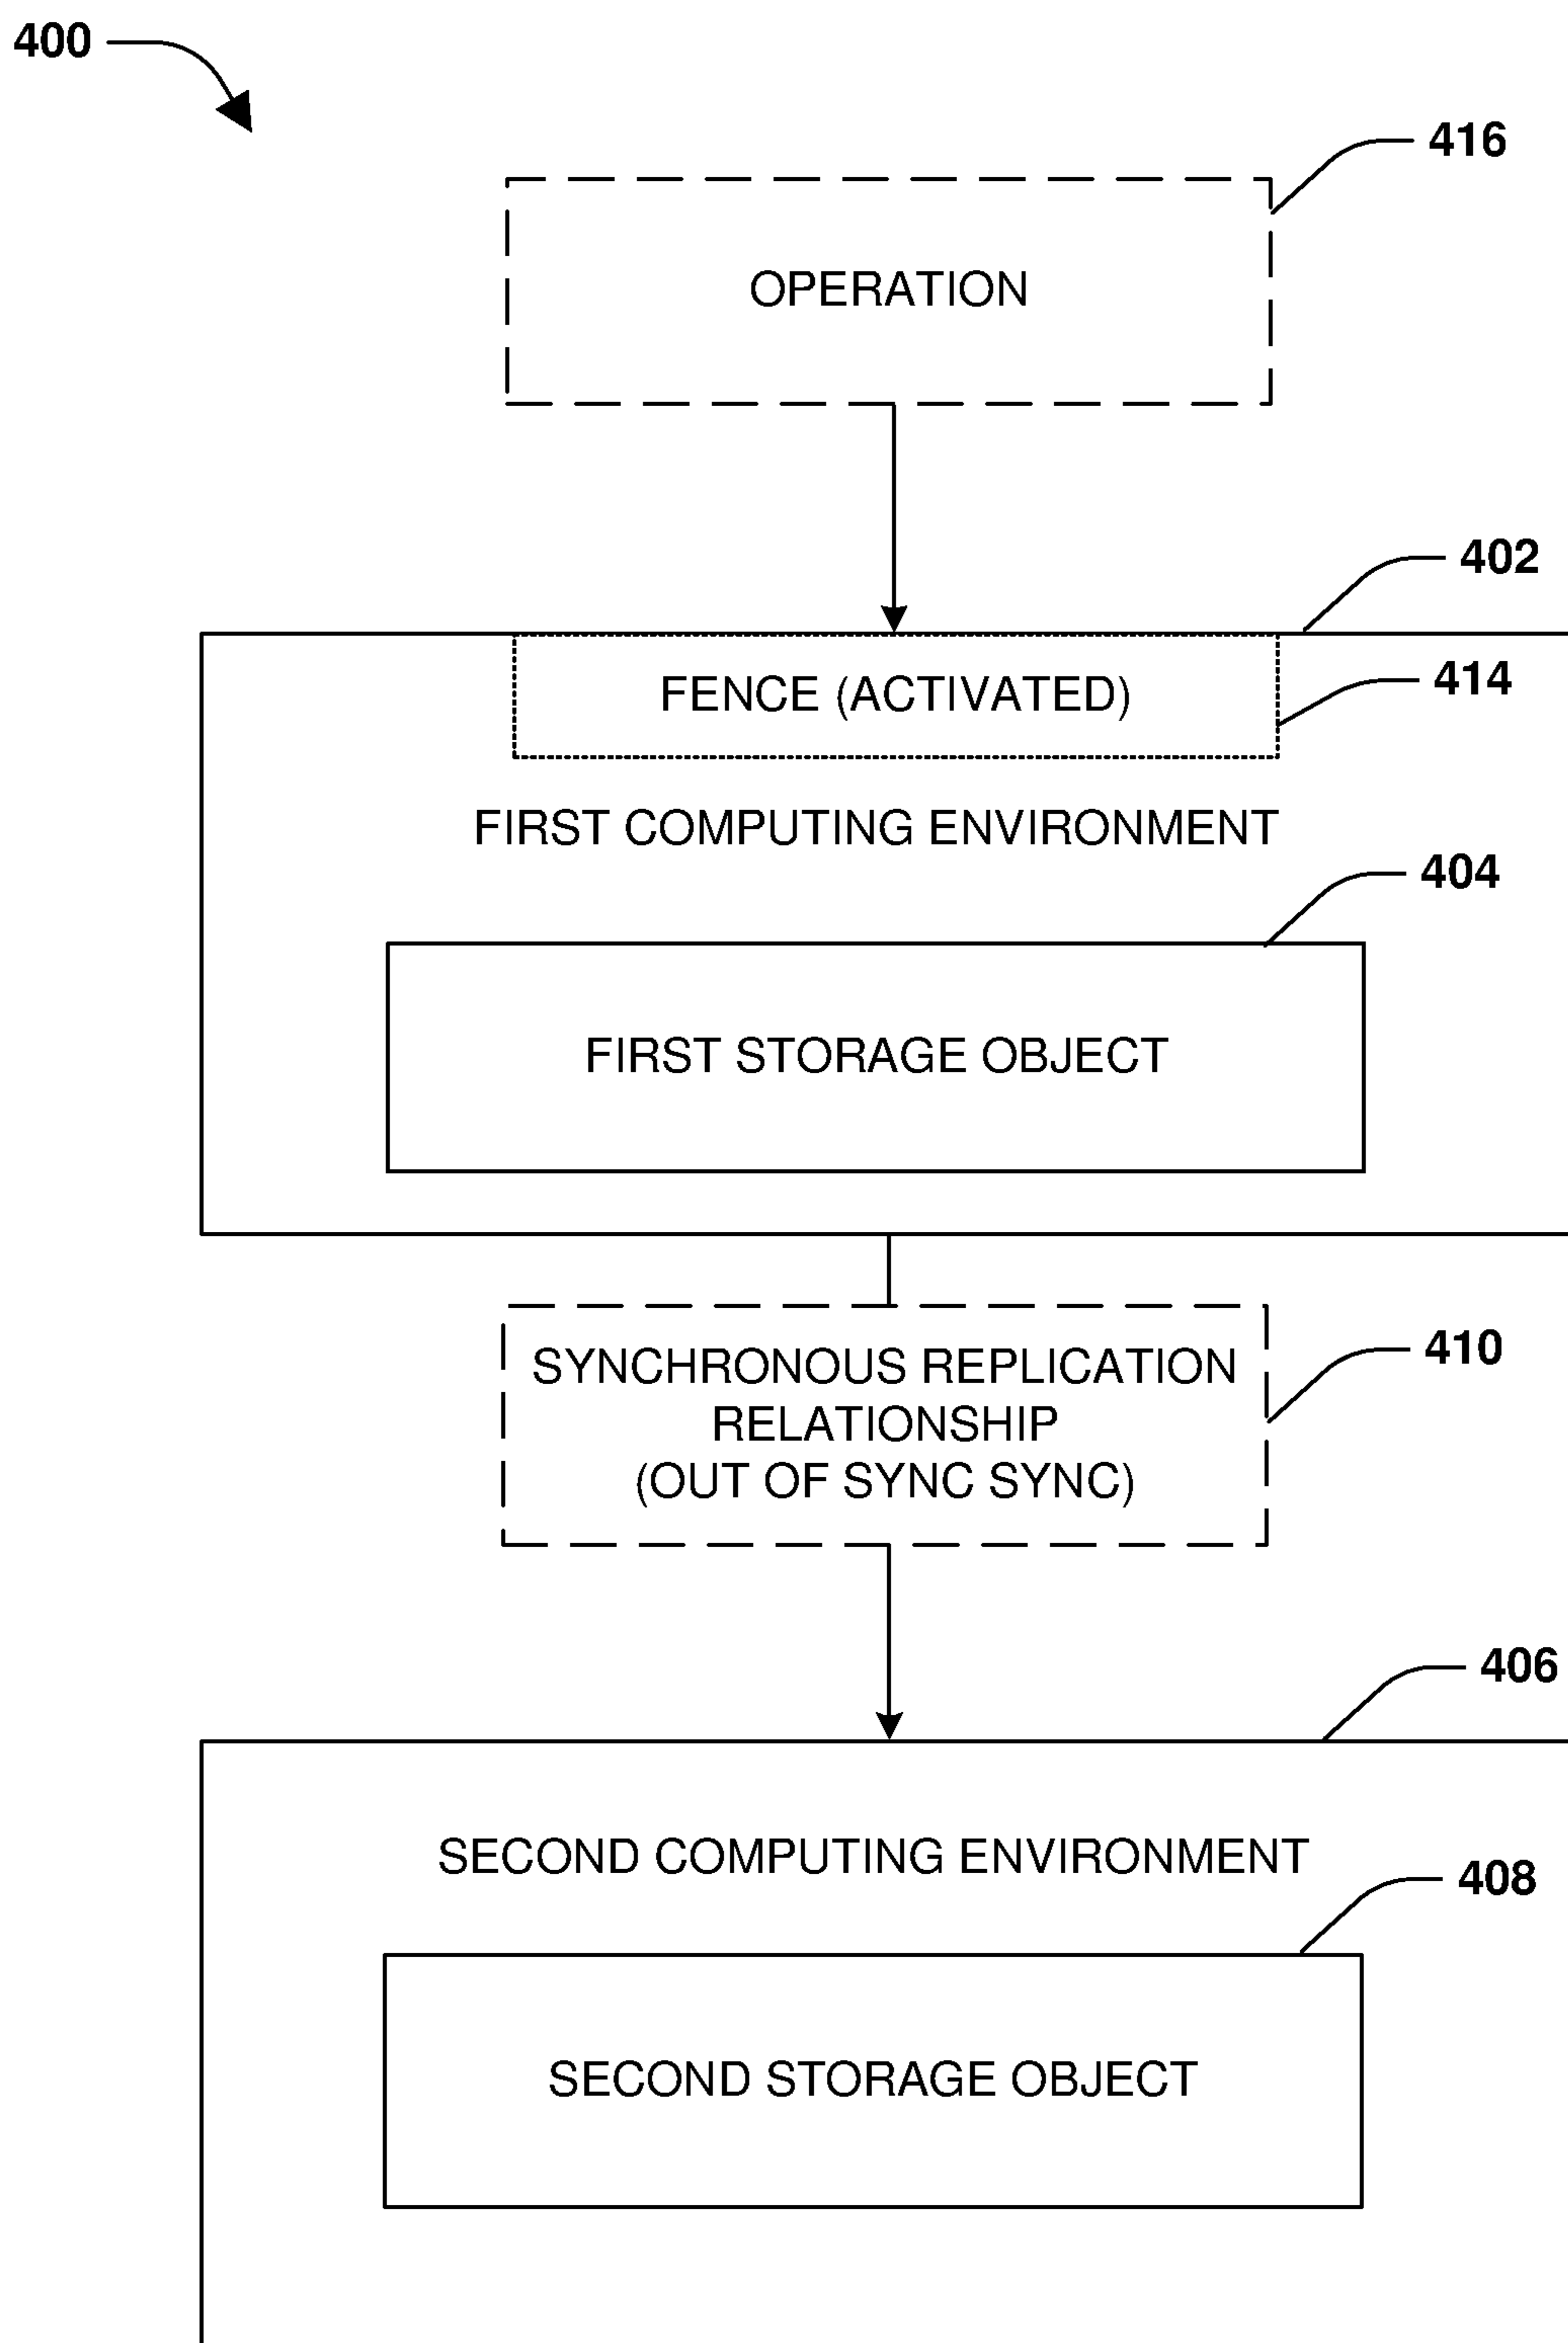 400
416
OPERATION
402
FENCE (ACTIVATED)
414
FIRST COMPUTING ENVIRONMENT
404
FIRST STORAGE OBJECT
SYNCHRONOUS REPLICATION
RELATIONSHIP
(OUT OF SYNC SYNC)
410
406
SECOND COMPUTING ENVIRONMENT
408
SECOND STORAGE OBJECT